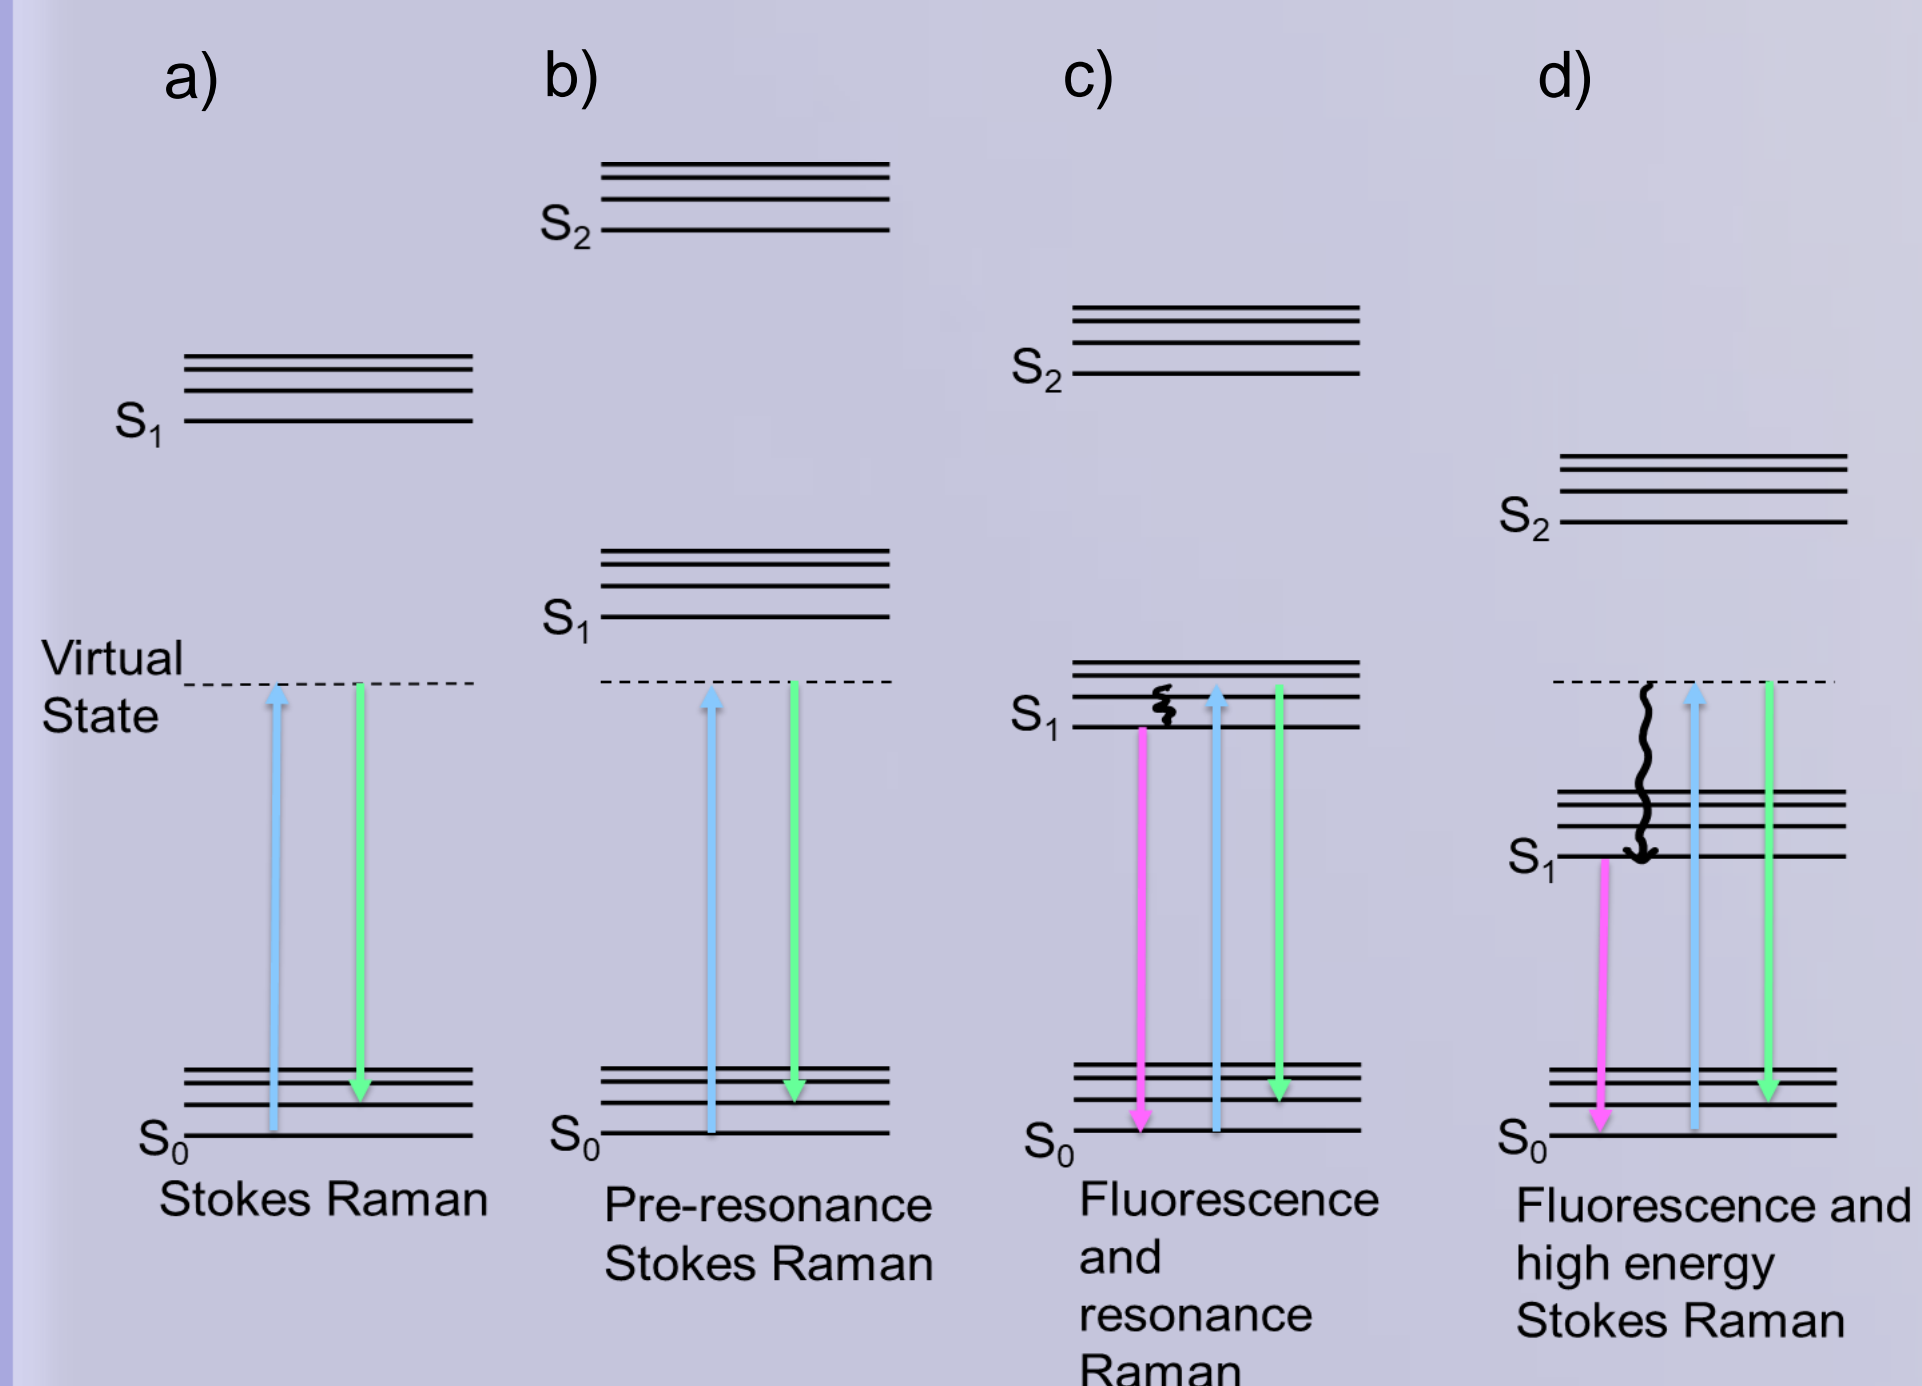 a)
b)
c)
d)
S₂
S₂
S₁
S₂
S₁
Virtual
State
S₁
S₁
S₀
S₀
S₀
S₀
Stokes Raman
Pre-resonance
Stokes Raman
Fluorescence
and
resonance
Raman
Fluorescence and
high energy
Stokes Raman